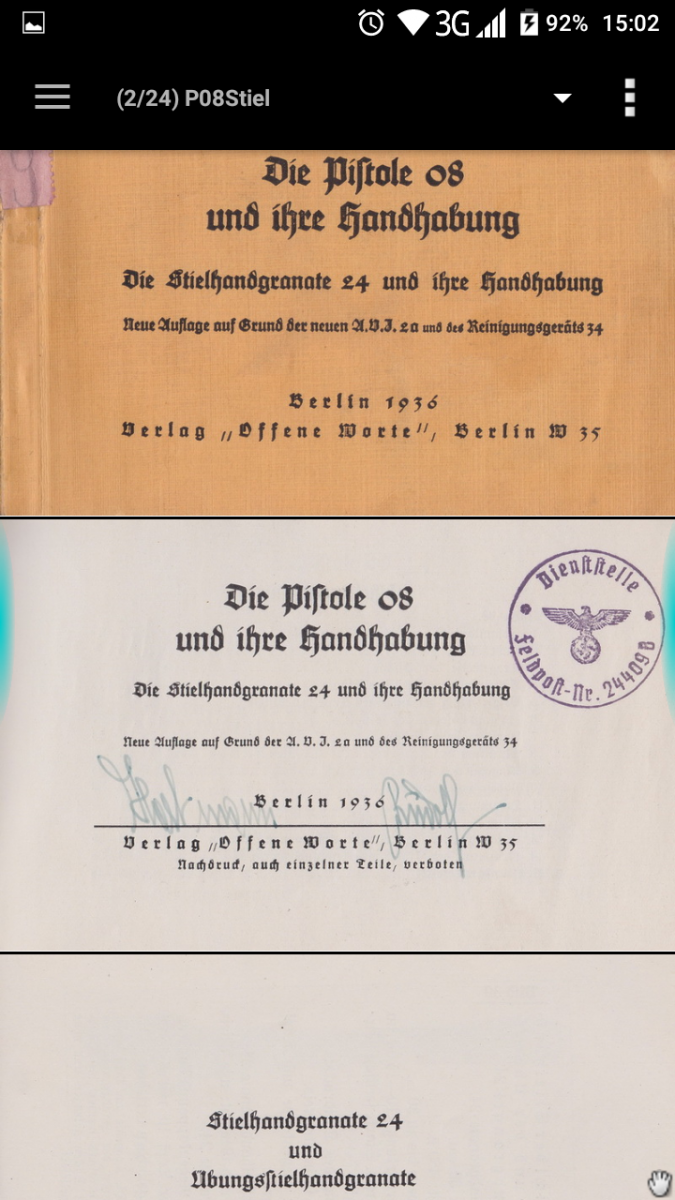 3G
92%
15:02
(2/24) P08Stiel
Die Piſtole 08
und ihre Handhabung
Die Stielhandgranate 24 und ihre Handhabung
Neue Auflage auf Grund der neuen A.V.I. 2a und des Reinigungsgeräts 34
Berlin 1936
Verlag „Offene Worte“, Berlin W 35
Die Piſtole 08
und ihre Handhabung
Dienſtſtelle
Feldpoſt-Nr. 24409B
Die Stielhandgranate 24 und ihre Handhabung
Neue Auflage auf Grund der A. V. I. 2a und des Reinigungsgeräts 34
Berlin 1936
Verlag „Offene Worte“, Berlin W 35
Nachdruck, auch einzelner Teile, verboten
Stielhandgranate 24
und
Übungsſtielhandgranate